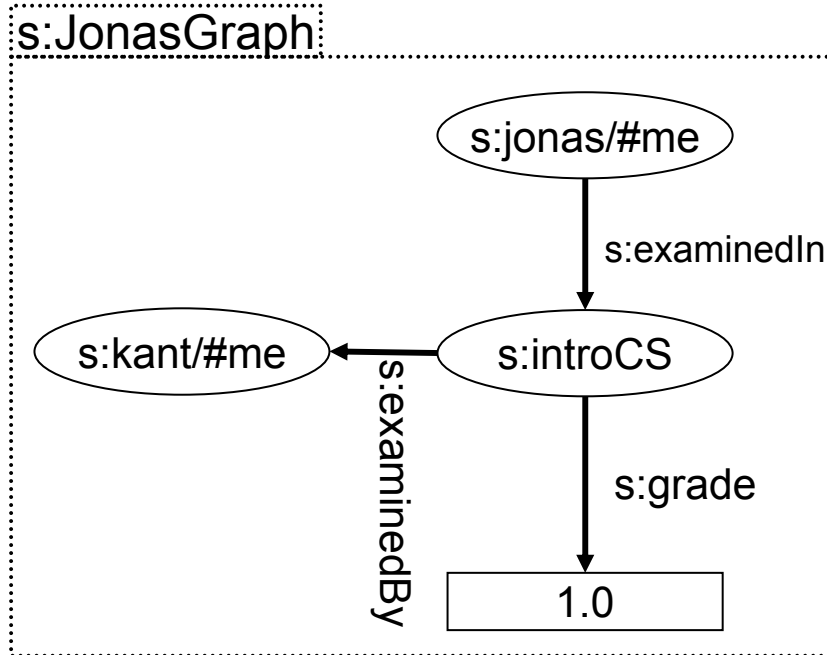 s:JonasGraph
s:jonas/#me
s:examinedIn
s:kant/#me
s:introCS
s:examinedBy
s:grade
1.0